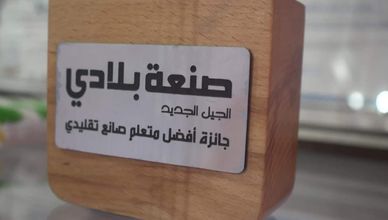 صنعة بلادي
الجيل الجديد
جائزة أفضل متعلم صانع تقليدي